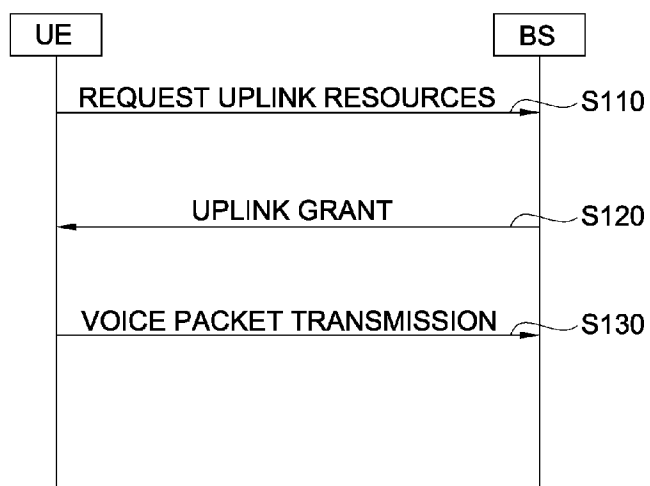 UE
BS
REQUEST UPLINK RESOURCES
S110
UPLINK GRANT
S120
VOICE PACKET TRANSMISSION
S130